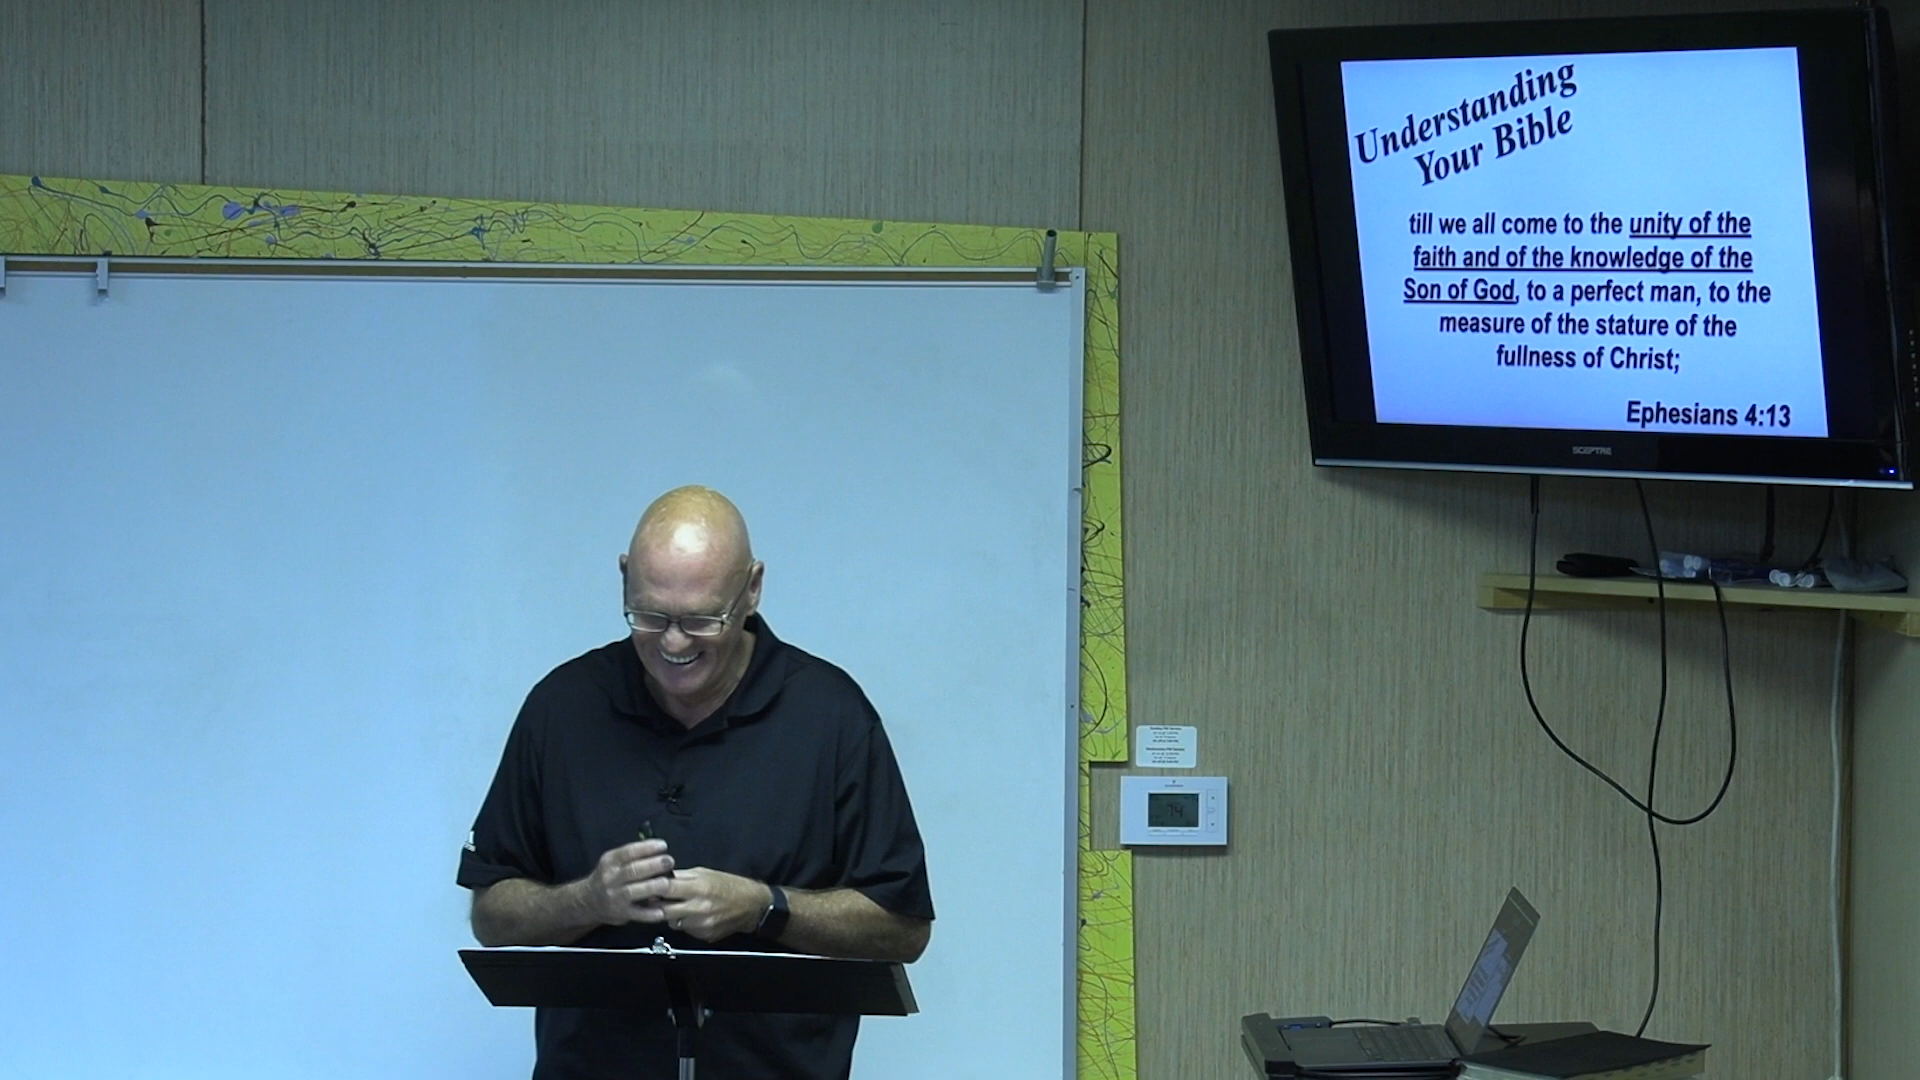 Understanding
Your Bible
till we all come to the unity of the
faith and of the knowledge of the
Son of God, to a perfect man, to the
measure of the stature of the
fullness of Christ;
Ephesians 4:13
SCEPTRE
74